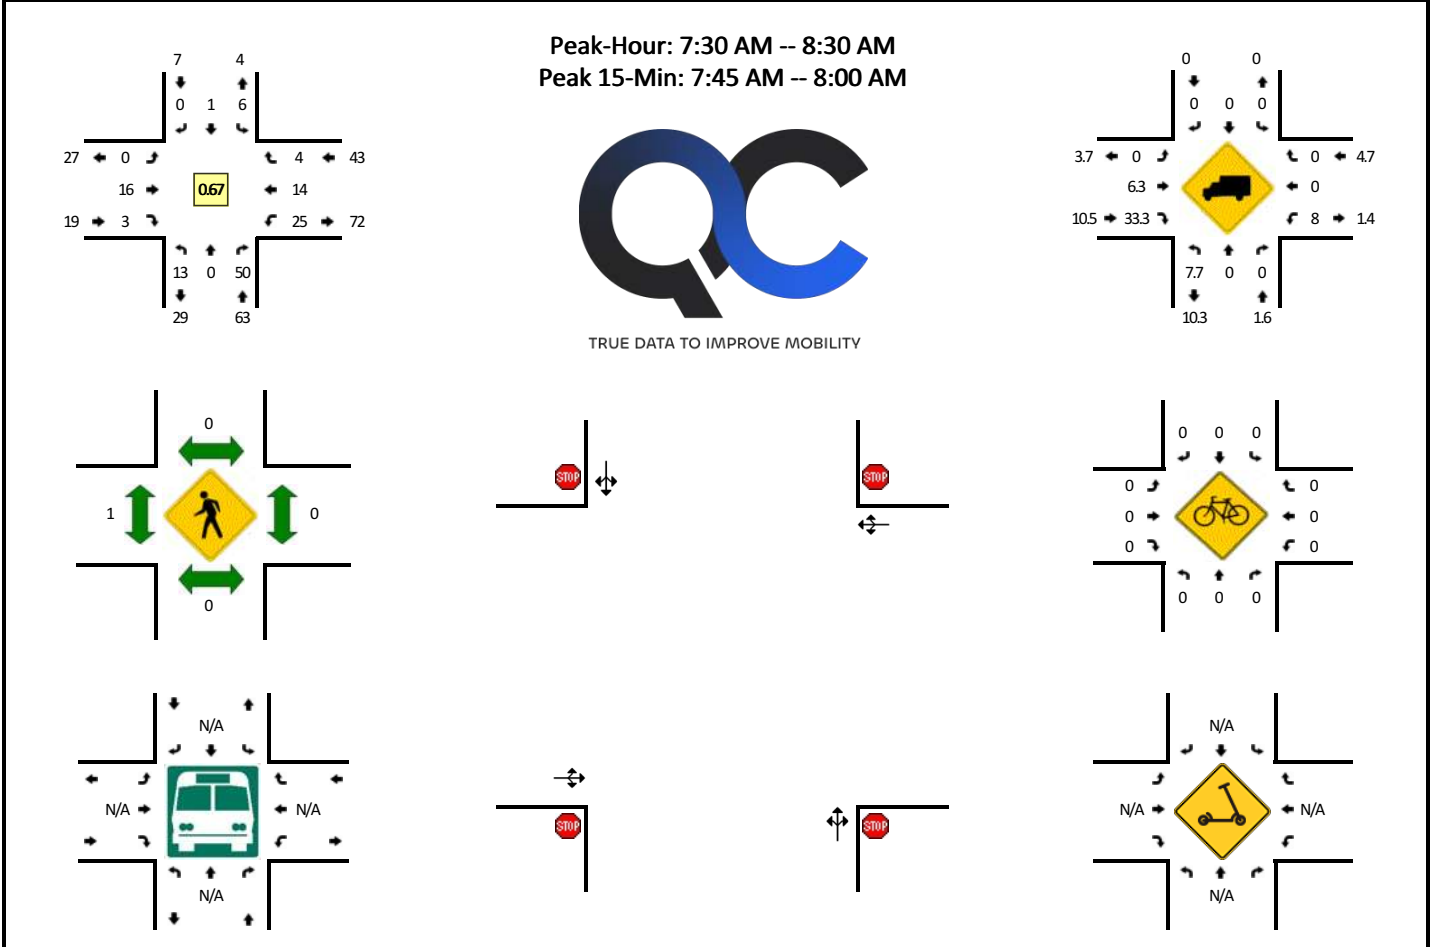 Peak-Hour: 7:30 AM -- 8:30 AM
Peak 15-Min: 7:45 AM -- 8:00 AM
7 4
0 1 6
27 0 4 43
16 0.67 14
19 3 25 72
13 0 50
29 63
TRUE DATA TO IMPROVE MOBILITY
0 0
0 0 0
3.7 0 0 4.7
6.3 0
10.5 33.3 8 1.4
7.7 0 0
10.3 1.6
0
1 0
0
STOP STOP
STOP STOP
0 0 0
0 0
0 0
0 0
0 0 0
N/A
N/A N/A
N/A
N/A
N/A N/A
N/A